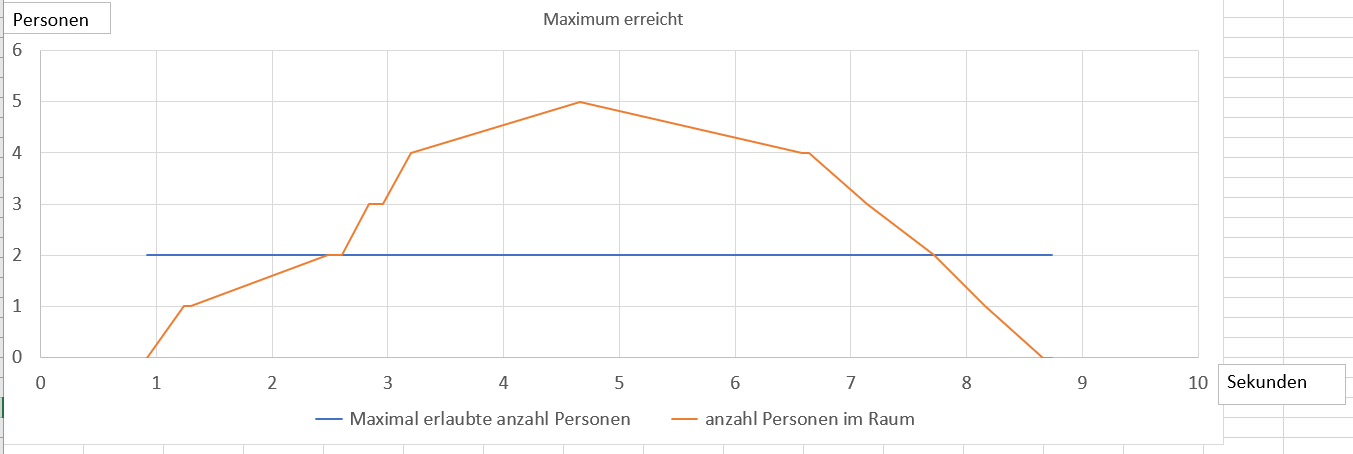 Personen
Maximum erreicht
6
5
4
3
2
1
0
0 1 2 3 4 5 6 7 8 9 10
Sekunden
Maximal erlaubte anzahl Personen anzahl Personen im Raum